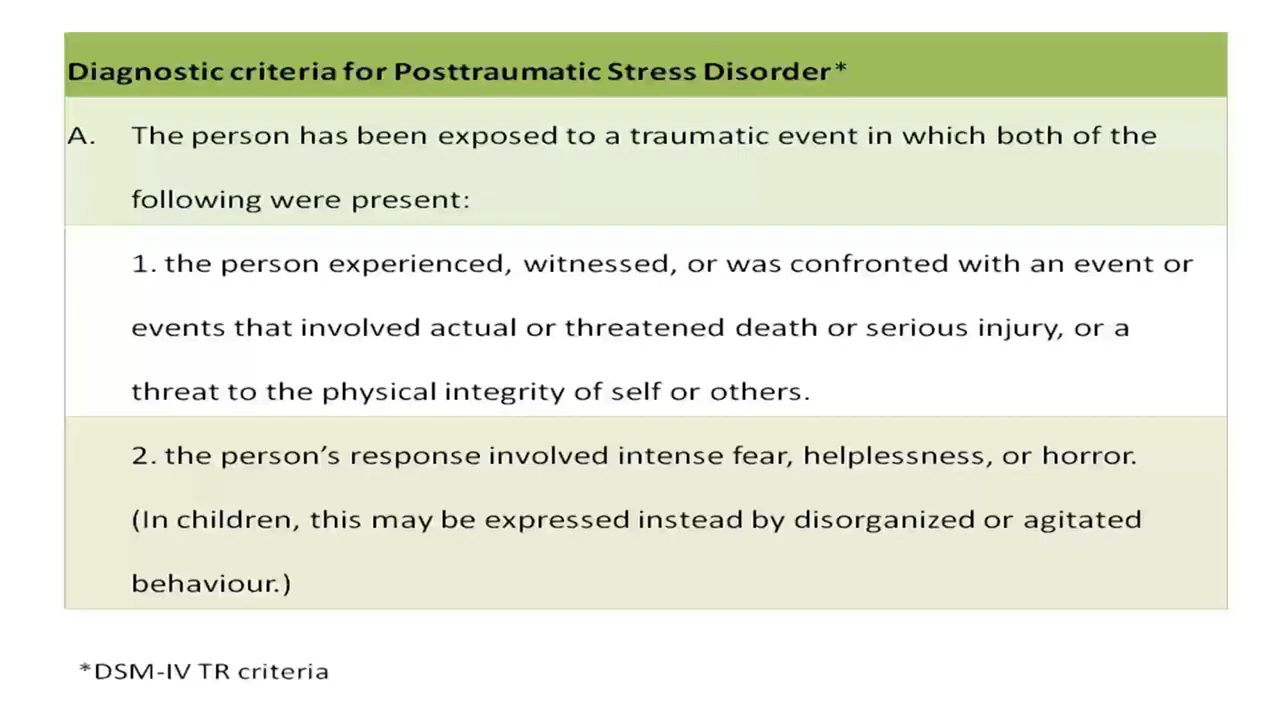 Diagnostic criteria for Posttraumatic Stress Disorder*
A. The person has been exposed to a traumatic event in which both of the
following were present:
1. the person experienced, witnessed, or was confronted with an event or
events that involved actual or threatened death or serious injury, or a
threat to the physical integrity of self or others.
2. the person’s response involved intense fear, helplessness, or horror.
(In children, this may be expressed instead by disorganized or agitated
behaviour.)
*DSM-IV TR criteria